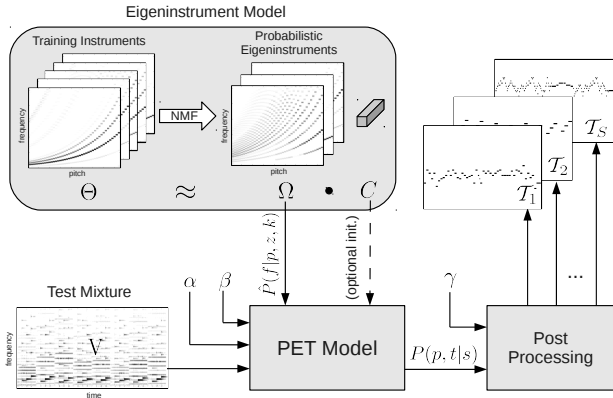 Eigeninstrument Model
Training Instruments
Probabilistic
Eigeninstruments
frequency
pitch
NMF
frequency
pitch
Θ ≈ Ω • C
P̂(f|p, z, k)
(optional init.)
α
β
Test Mixture
frequency
V
time
PET Model
P(p, t|s)
γ
Post
Processing
...
𝒯₁
𝒯₂
𝒯_S